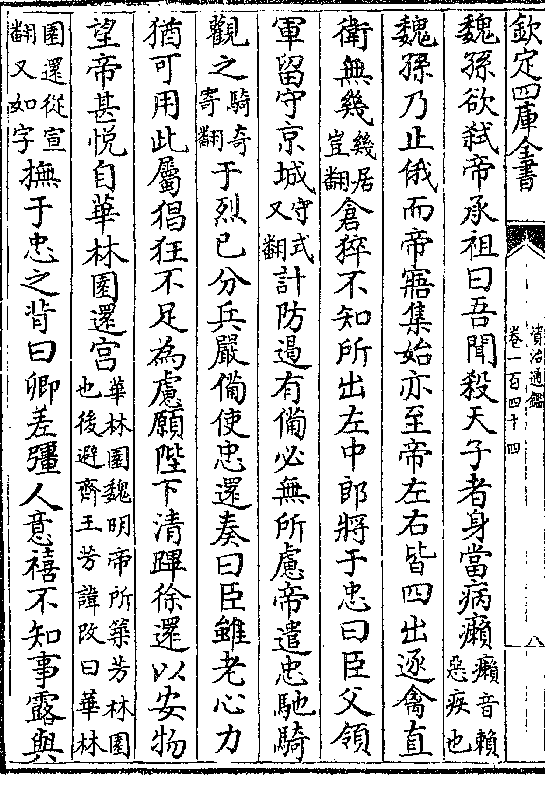 欽定四庫全書
資治通鑑
卷一百四十四
八
魏孫欲弑帝承祖曰吾聞殺天子者身當病癩癩音賴惡疾也
魏孫乃止俄而帝寤集始亦至帝左右皆四出逐禽直
衛無幾幾居豈翻倉猝不知所出左中郎將于忠曰臣父領
軍留守京城守式又翻計防遏有備必無所慮帝遣忠馳騎
觀之騎奇寄翻于烈已分兵嚴備使忠還奏曰臣雖老心力
猶可用此屬猖狂不足為慮願陛下清蹕徐還以安物
望帝甚悦自華林園還宮華林園魏明帝所築芳林園也後避齊王芳諱改曰華林
園還從宣翻又如字撫于忠之背曰卿差彊人意禧不知事露與